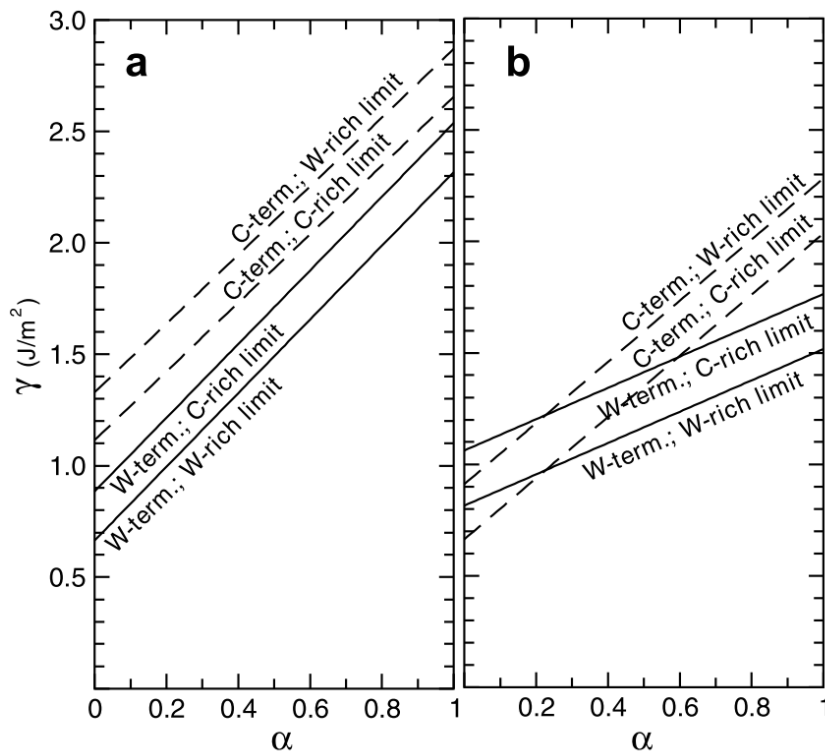 a
b
3.0
2.5
2.0
1.5
1.0
0.5
γ (J/m²)
C-term.; W-rich limit
C-term.; C-rich limit
W-term.; C-rich limit
W-term.; W-rich limit
C-term.; W-rich limit
C-term.; C-rich limit
W-term.; C-rich limit
W-term.; W-rich limit
0 0.2 0.4 0.6 0.8 1
0.2 0.4 0.6 0.8 1
α
α